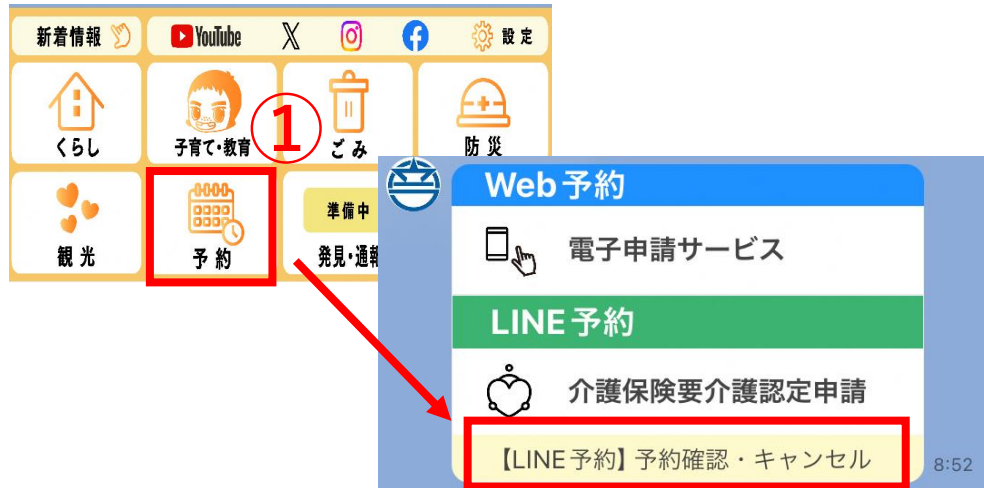 新着情報 YouTube X 設定
くらし 子育て・教育 ① ごみ 防災
観光 予約 準備中 発見・通報
Web予約
電子申請サービス
LINE予約
介護保険要介護認定申請
【LINE予約】予約確認・キャンセル 8:52